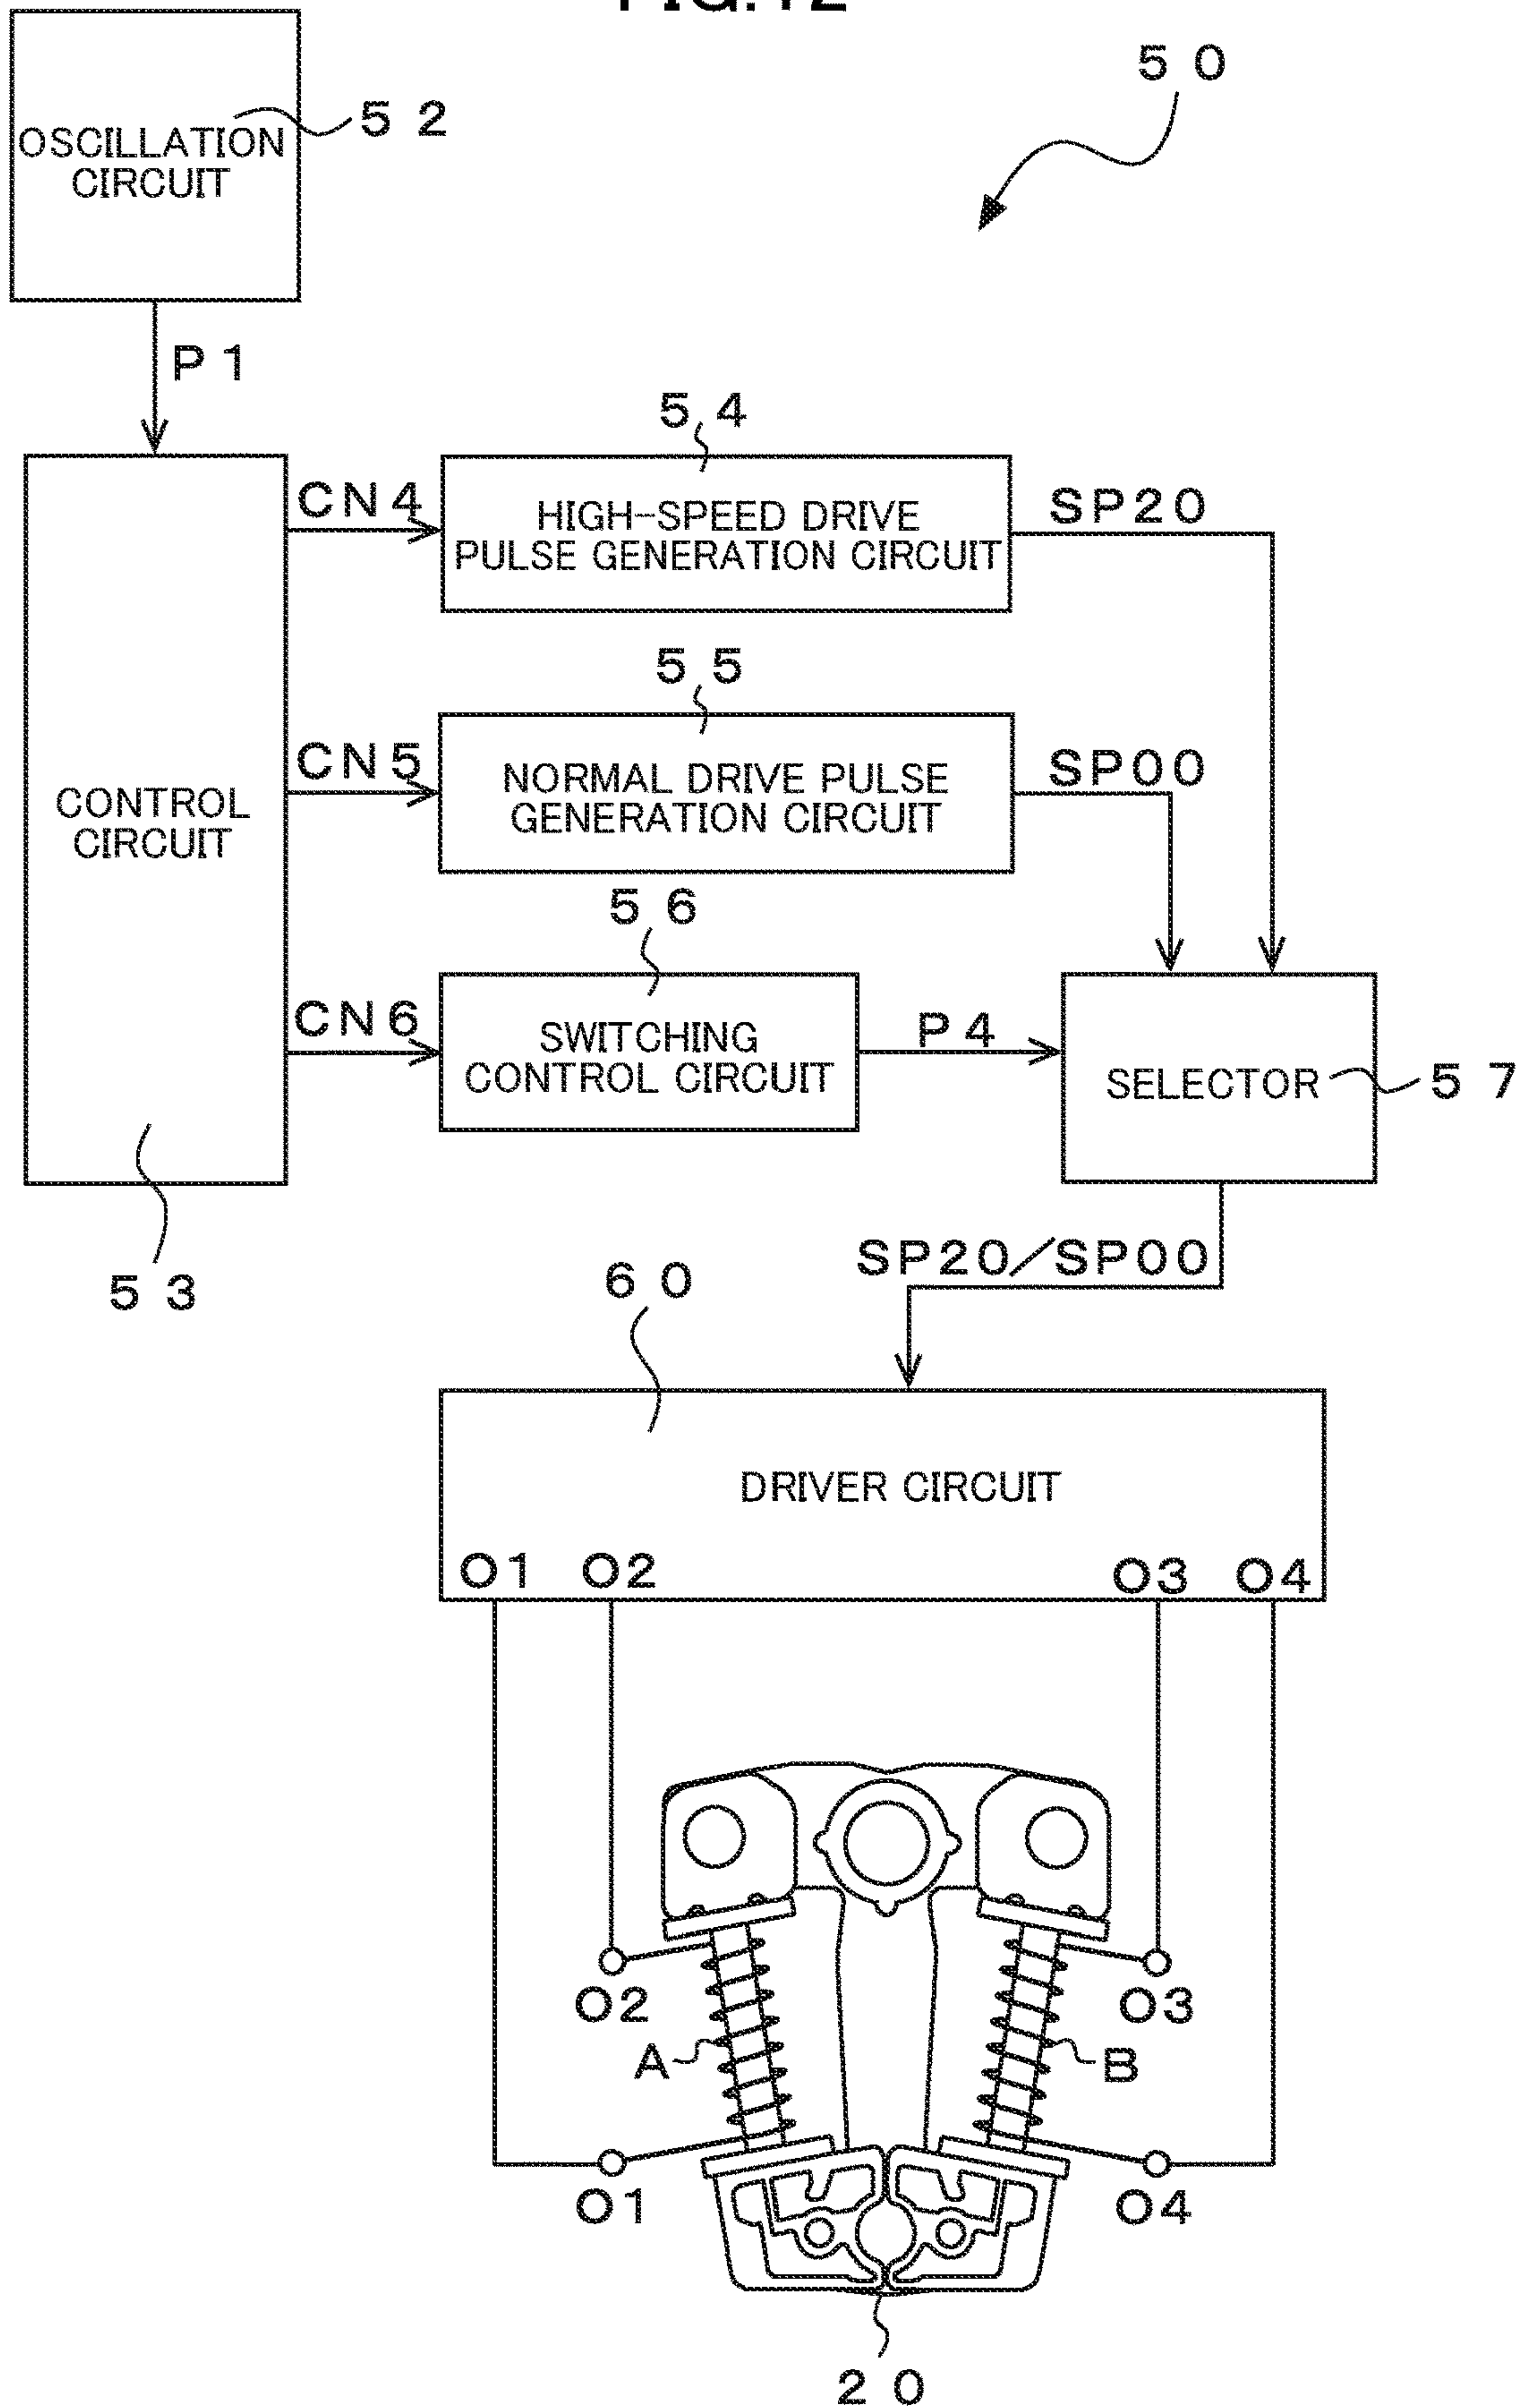 FIG.12
50
OSCILLATION
CIRCUIT
52
P1
54
CN4
HIGH-SPEED DRIVE
PULSE GENERATION CIRCUIT
SP20
55
CN5
NORMAL DRIVE PULSE
GENERATION CIRCUIT
SP00
CONTROL
CIRCUIT
56
CN6
SWITCHING
CONTROL CIRCUIT
P4
SELECTOR
57
53
SP20/SP00
60
DRIVER CIRCUIT
O1
O2
O3
O4
O2
O3
A
B
O1
O4
20